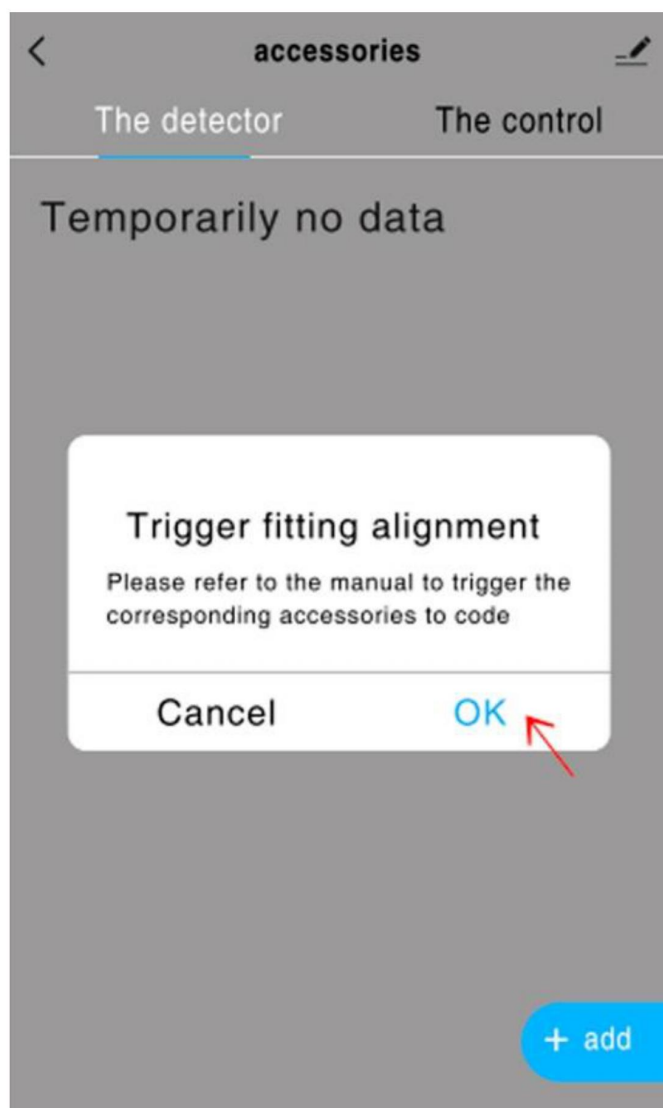 accessories
The detector
The control
Temporarily no data
Trigger fitting alignment
Please refer to the manual to trigger the
corresponding accessories to code
Cancel
OK
+ add